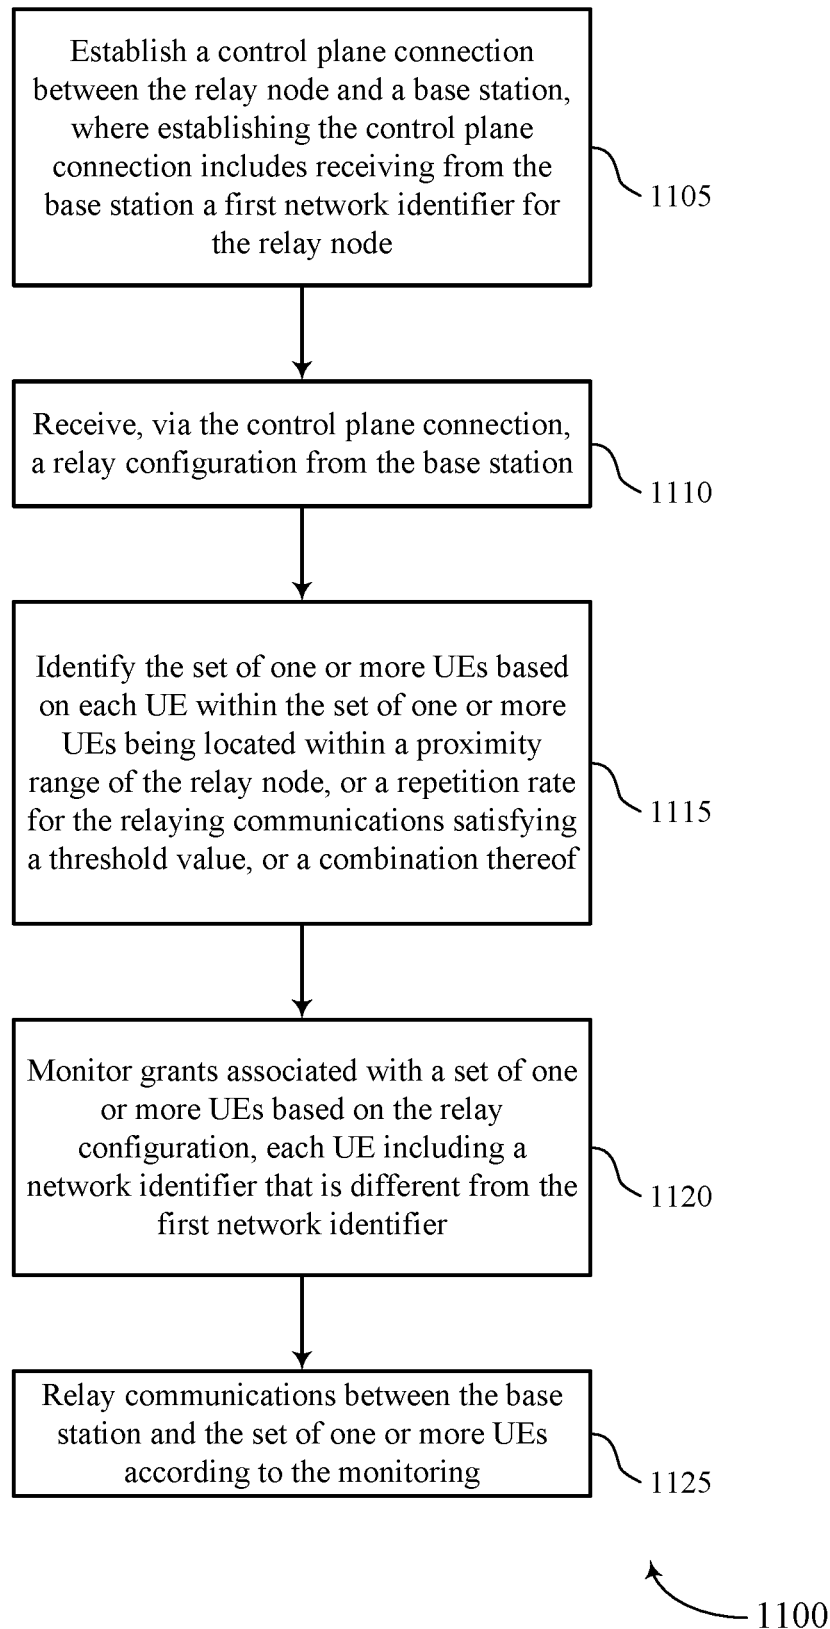 Establish a control plane connection
between the relay node and a base station,
where establishing the control plane
connection includes receiving from the
base station a first network identifier for
the relay node
1105
Receive, via the control plane connection,
a relay configuration from the base station
1110
Identify the set of one or more UEs based
on each UE within the set of one or more
UEs being located within a proximity
range of the relay node, or a repetition rate
for the relaying communications satisfying
a threshold value, or a combination thereof
1115
Monitor grants associated with a set of one
or more UEs based on the relay
configuration, each UE including a
network identifier that is different from the
first network identifier
1120
Relay communications between the base
station and the set of one or more UEs
according to the monitoring
1125
1100